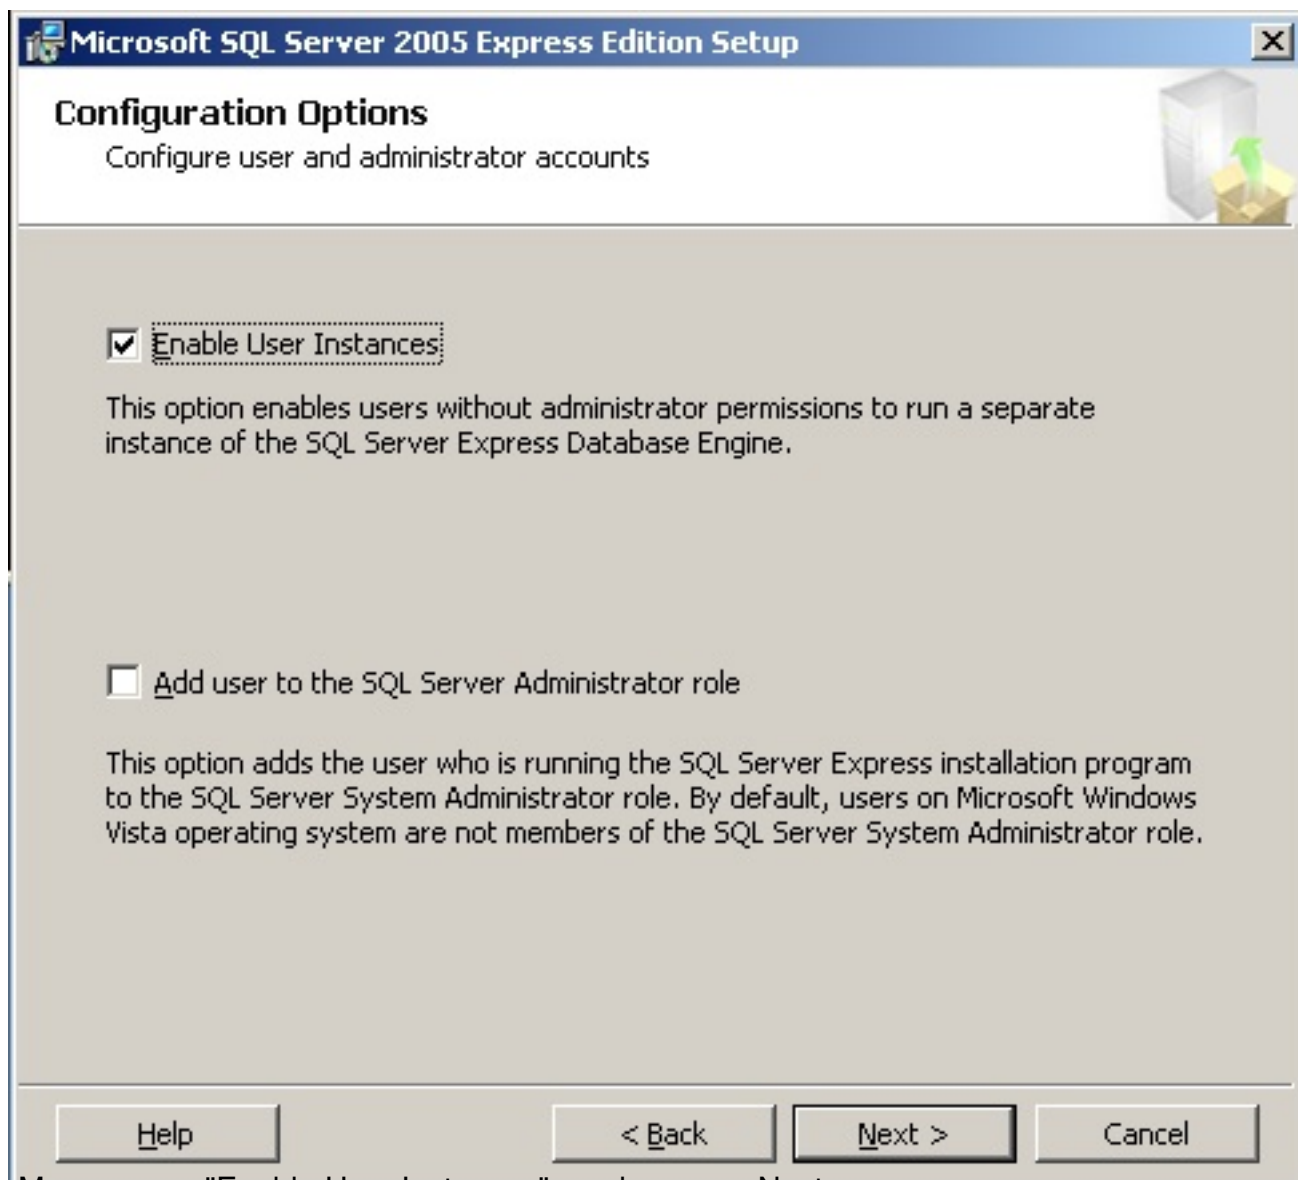 Microsoft SQL Server 2005 Express Edition Setup
Configuration Options
Configure user and administrator accounts
Enable User Instances
This option enables users without administrator permissions to run a separate
instance of the SQL Server Express Database Engine.
Add user to the SQL Server Administrator role
This option adds the user who is running the SQL Server Express installation program
to the SQL Server System Administrator role. By default, users on Microsoft Windows
Vista operating system are not members of the SQL Server System Administrator role.
Help
< Back
Next >
Cancel